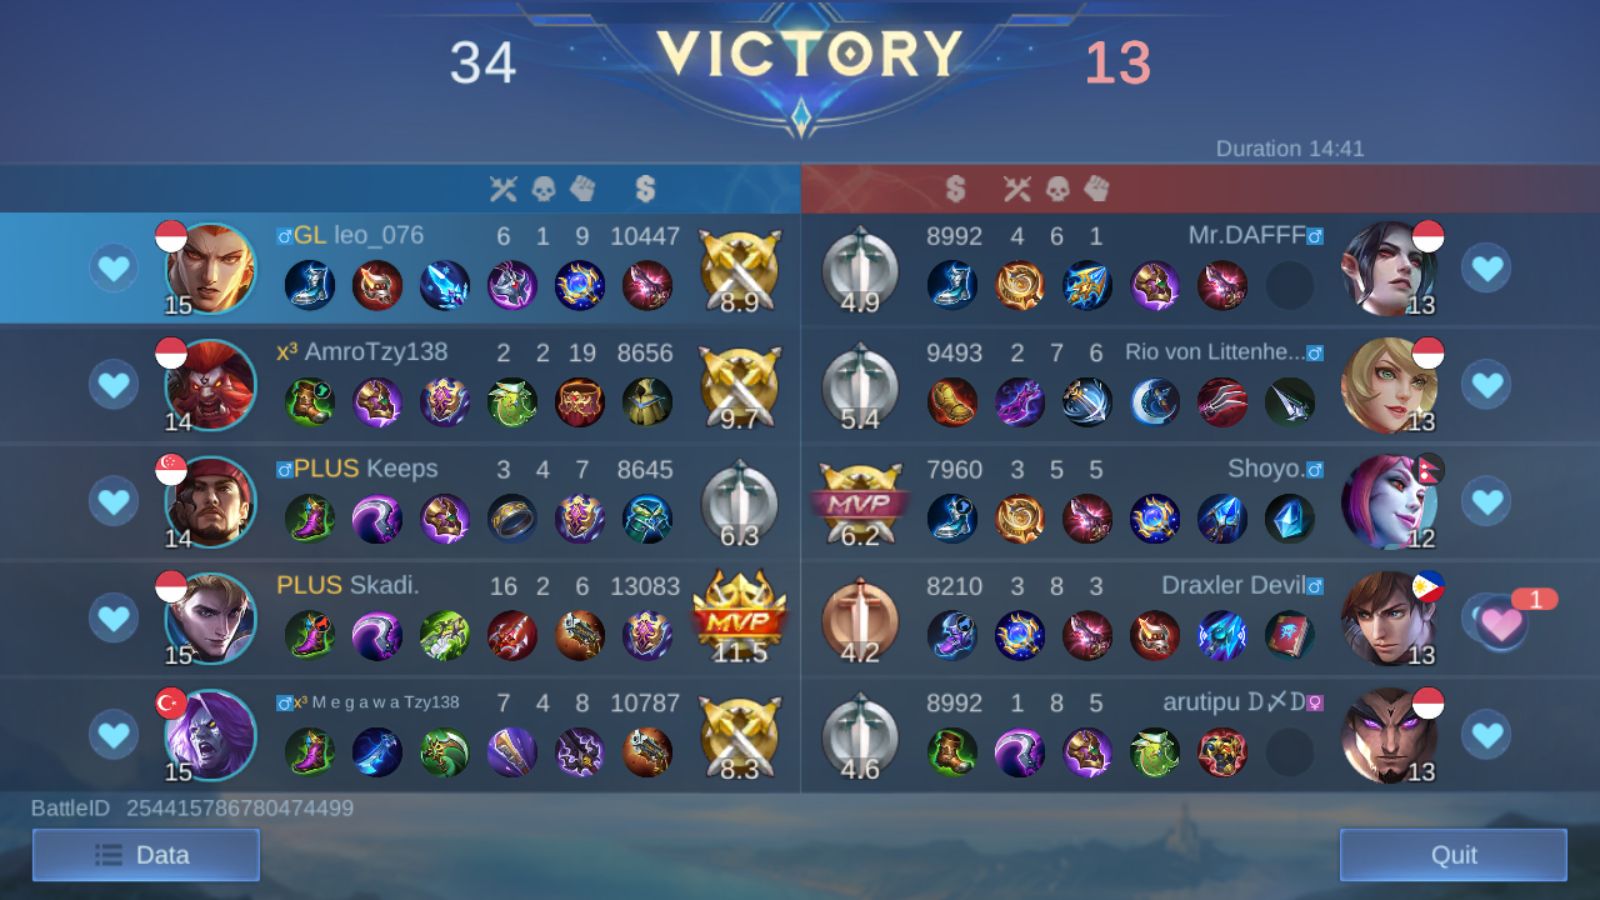 34 VICTORY 13
Duration 14:41
GL leo_076 6 1 9 10447
15 8.9
4.9 8992 4 6 1 Mr.DAFFF
13
x³ AmroTzy138 2 2 19 8656
14 9.7
5.4 9493 2 7 6 Rio von Littenhe...
13
PLUS Keeps 3 4 7 8645
14 6.3
MVP 7960 3 5 5 Shoyo.
6.2 12
PLUS Skadi. 16 2 6 13083
MVP
15 11.5
8210 3 8 3 Draxler Devil 1
4.2 13
x³ M e g a w a Tzy138 7 4 8 10787
15 8.3
8992 1 8 5 arutipu D〆D
4.6 13
BattleID 254415786780474499
Data
Quit